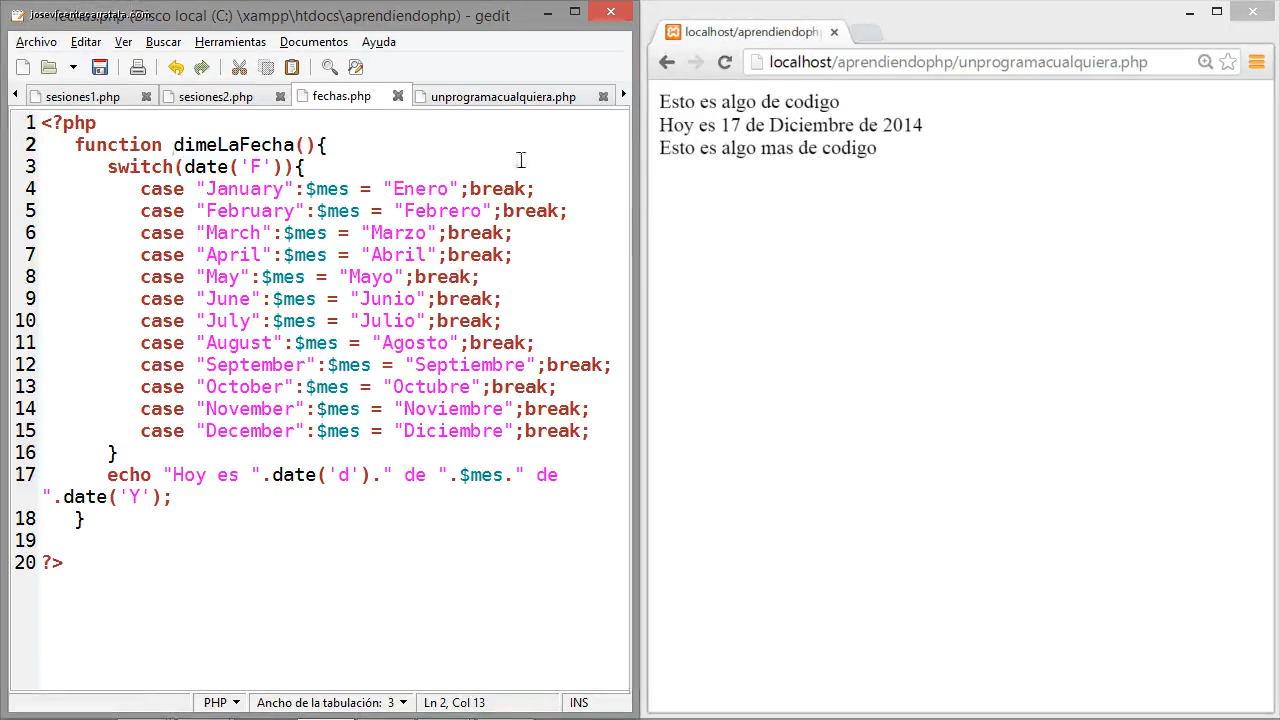 disco local (C:) \xampp\htdocs\aprendiendophp) - gedit
Archivo Editar Ver Buscar Herramientas Documentos Ayuda
sesiones1.php sesiones2.php fechas.php unprogramacualquiera.php
1 <?php
2 function dimeLaFecha(){
3 switch(date('F')){
4 case "January":$mes = "Enero";break;
5 case "February":$mes = "Febrero";break;
6 case "March":$mes = "Marzo";break;
7 case "April":$mes = "Abril";break;
8 case "May":$mes = "Mayo";break;
9 case "June":$mes = "Junio";break;
10 case "July":$mes = "Julio";break;
11 case "August":$mes = "Agosto";break;
12 case "September":$mes = "Septiembre";break;
13 case "October":$mes = "Octubre";break;
14 case "November":$mes = "Noviembre";break;
15 case "December":$mes = "Diciembre";break;
16 }
17 echo "Hoy es ".date('d')." de ".$mes." de
".date('Y');
18 }
19
20 ?>
PHP Ancho de la tabulación: 3 Ln 2, Col 13 INS
localhost/aprendiendoph
localhost/aprendiendophp/unprogramacualquiera.php
Esto es algo de codigo
Hoy es 17 de Diciembre de 2014
Esto es algo mas de codigo